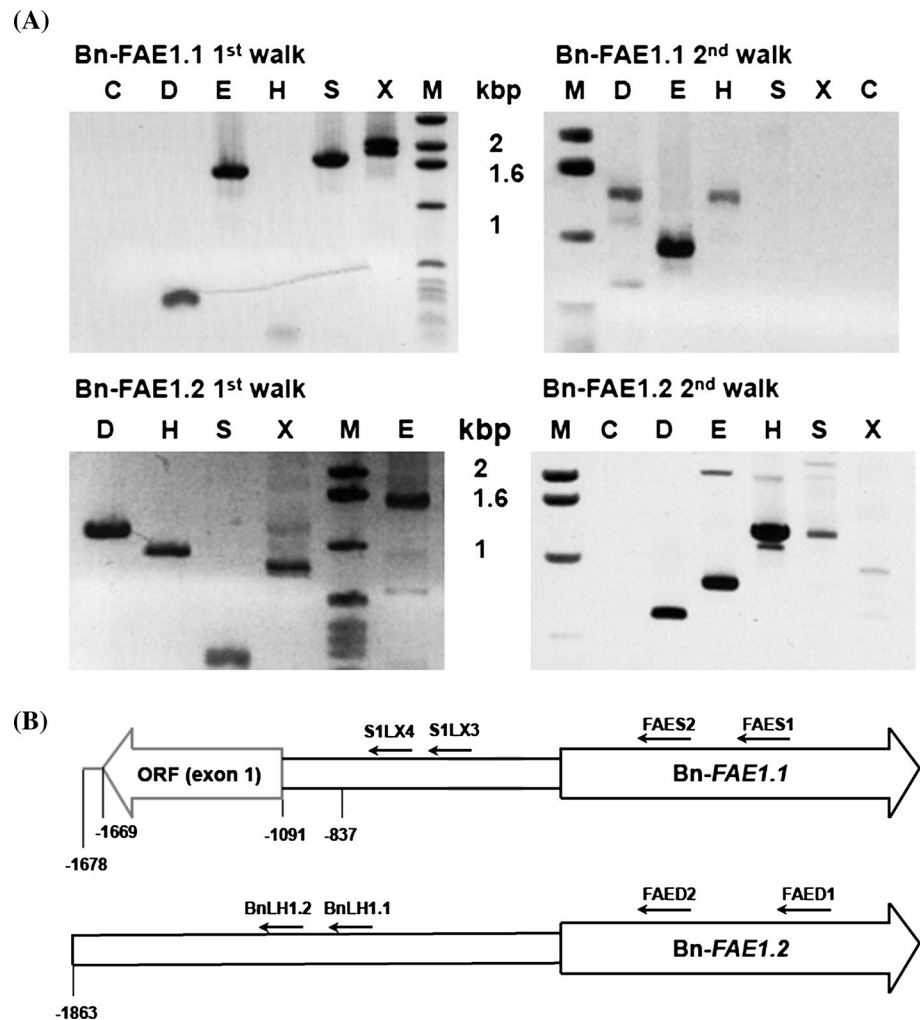 (A)
Bn-FAE1.1 1st walk
C D E H S X M
kbp
2
1.6
1
Bn-FAE1.1 2nd walk
M D E H S X C
Bn-FAE1.2 1st walk
D H S X M E
kbp
2
1.6
1
Bn-FAE1.2 2nd walk
M C D E H S X
(B)
S1LX4 S1LX3 FAES2 FAES1
ORF (exon 1) Bn-FAE1.1
-1669 -1091 -837
-1678
BnLH1.2 BnLH1.1 FAED2 FAED1
Bn-FAE1.2
-1863